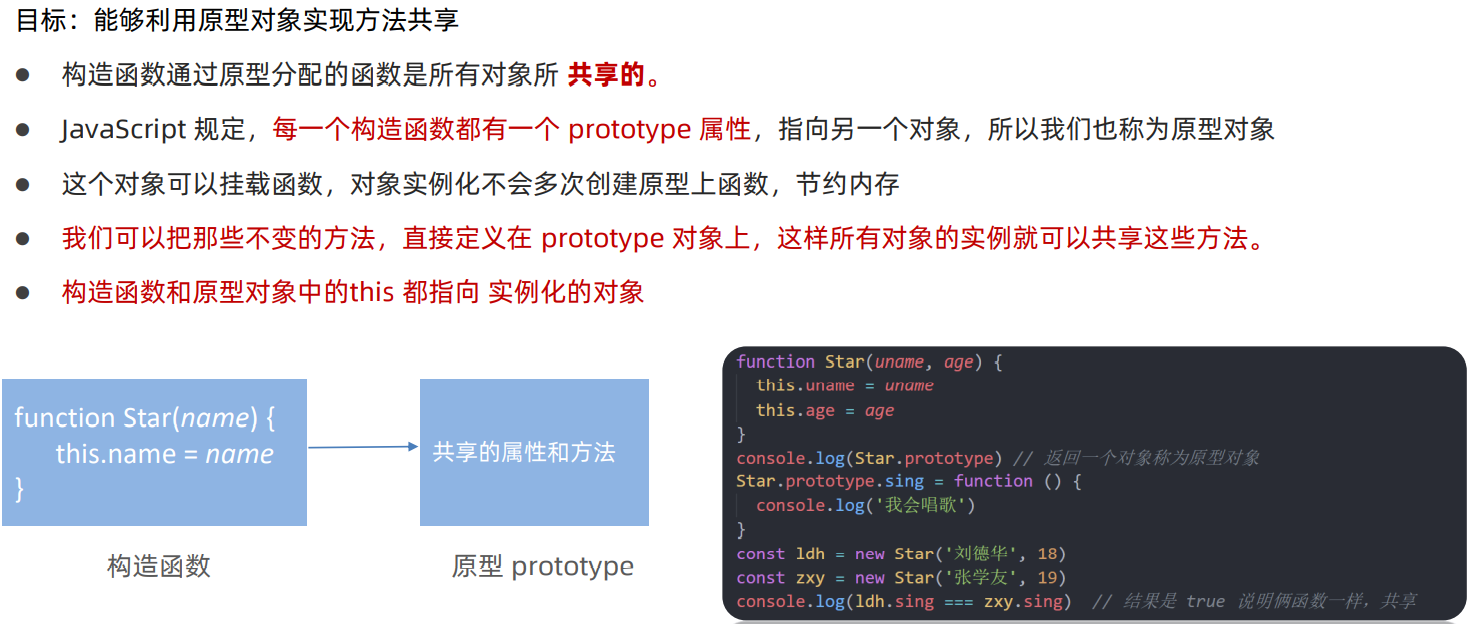 目标：能够利用原型对象实现方法共享
● 构造函数通过原型分配的函数是所有对象所 共享的。
● JavaScript 规定，每一个构造函数都有一个 prototype 属性，指向另一个对象，所以我们也称为原型对象
● 这个对象可以挂载函数，对象实例化不会多次创建原型上函数，节约内存
● 我们可以把那些不变的方法，直接定义在 prototype 对象上，这样所有对象的实例就可以共享这些方法。
● 构造函数和原型对象中的this 都指向 实例化的对象
function Star(name) {
this.name = name
}
构造函数
共享的属性和方法
原型 prototype
function Star(uname, age) {
this.uname = uname
this.age = age
}
console.log(Star.prototype) // 返回一个对象称为原型对象
Star.prototype.sing = function () {
console.log('我会唱歌')
}
const ldh = new Star('刘德华', 18)
const zxy = new Star('张学友', 19)
console.log(ldh.sing === zxy.sing) // 结果是 true 说明俩函数一样，共享